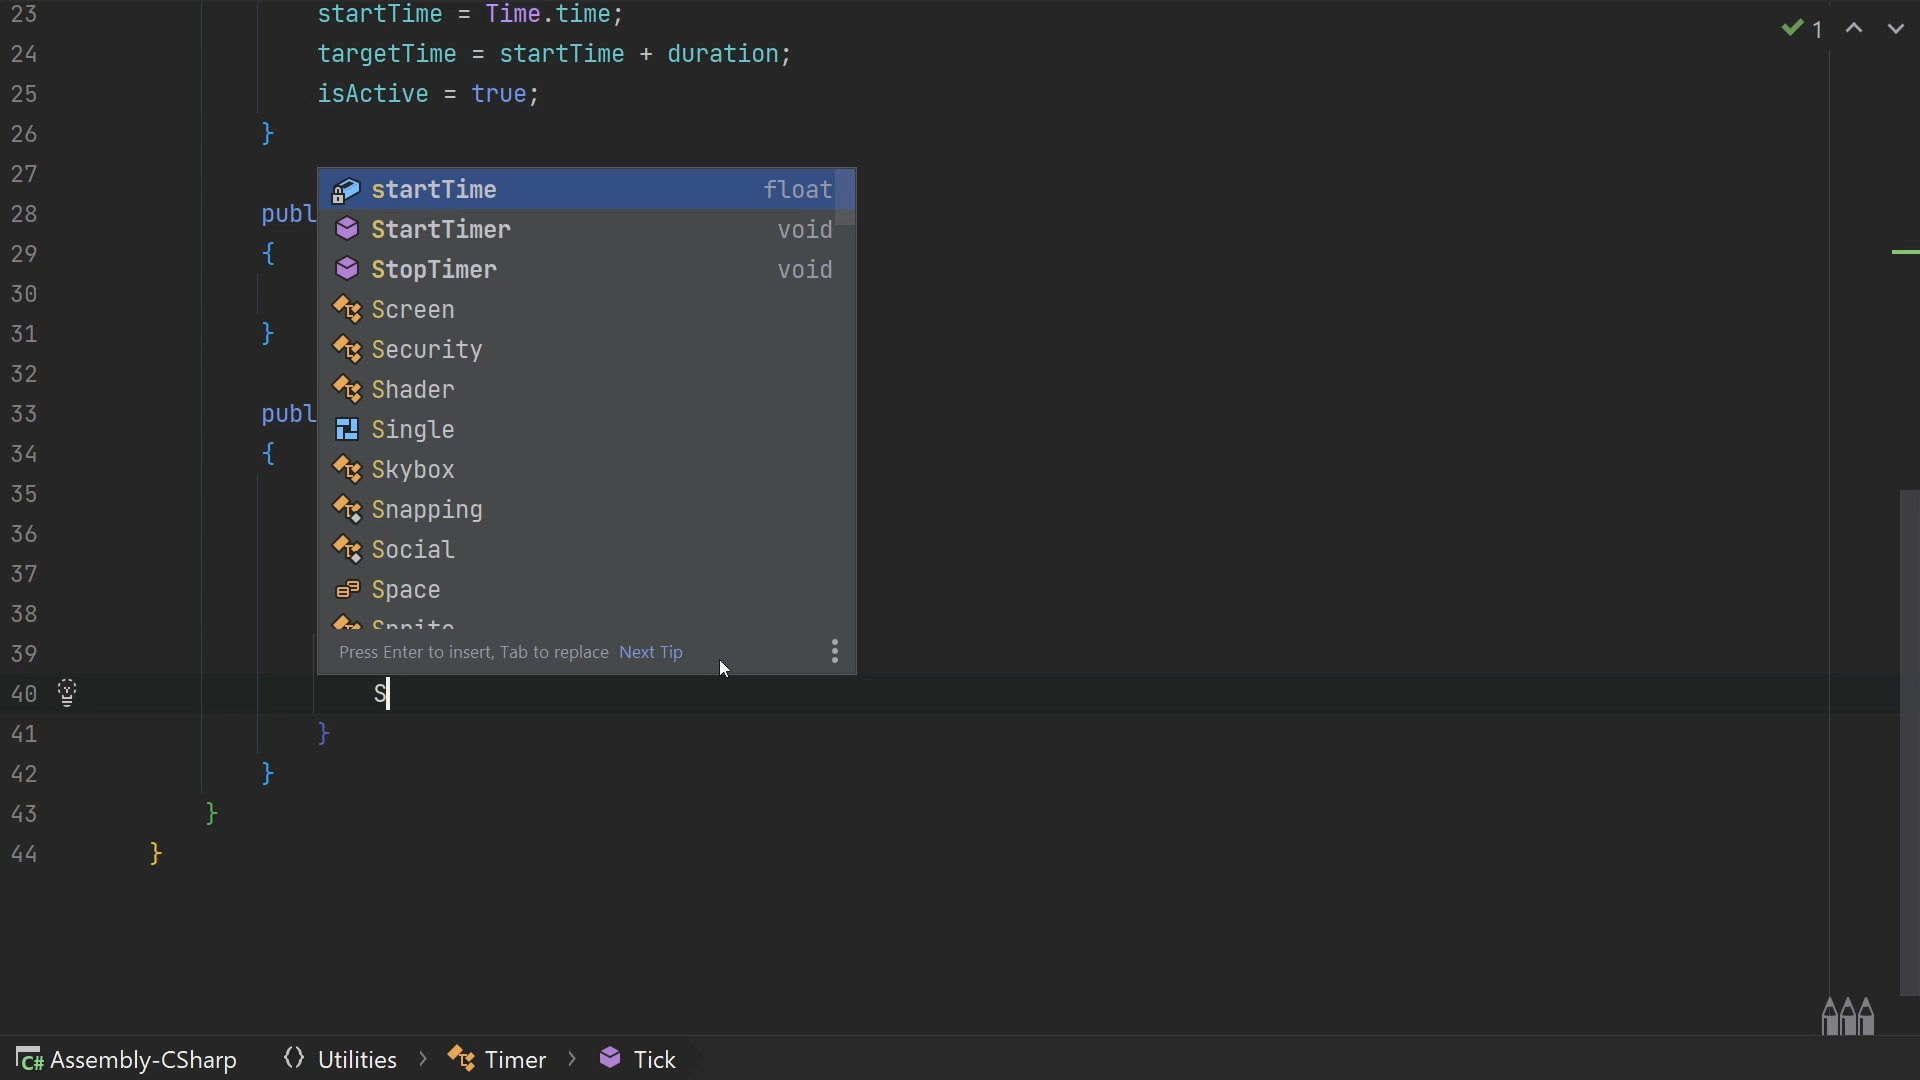 23 startTime = Time.time;
24 targetTime = startTime + duration;
25 isActive = true;
26 }
27
28 publ
29 {
30
31 }
32
33 publ
34 {
35
36
37
38
39
40 S
41 }
42 }
43 }
44 }
startTime float
StartTimer void
StopTimer void
Screen
Security
Shader
Single
Skybox
Snapping
Social
Space
Sprite
Press Enter to insert, Tab to replace Next Tip
1
C# Assembly-CSharp {} Utilities > Timer > Tick